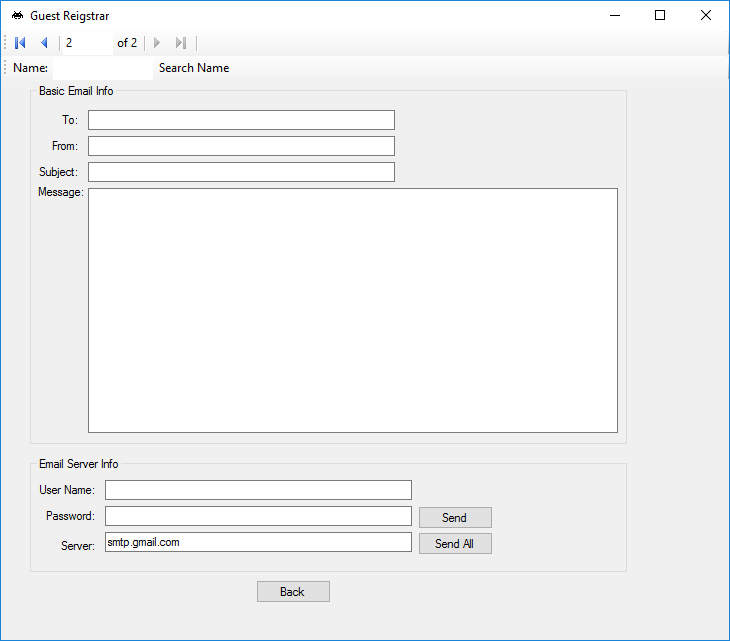 Guest Reigstrar
2 of 2
Name: Search Name
Basic Email Info
To:
From:
Subject:
Message:
Email Server Info
User Name:
Password: Send
Server: smtp.gmail.com Send All
Back